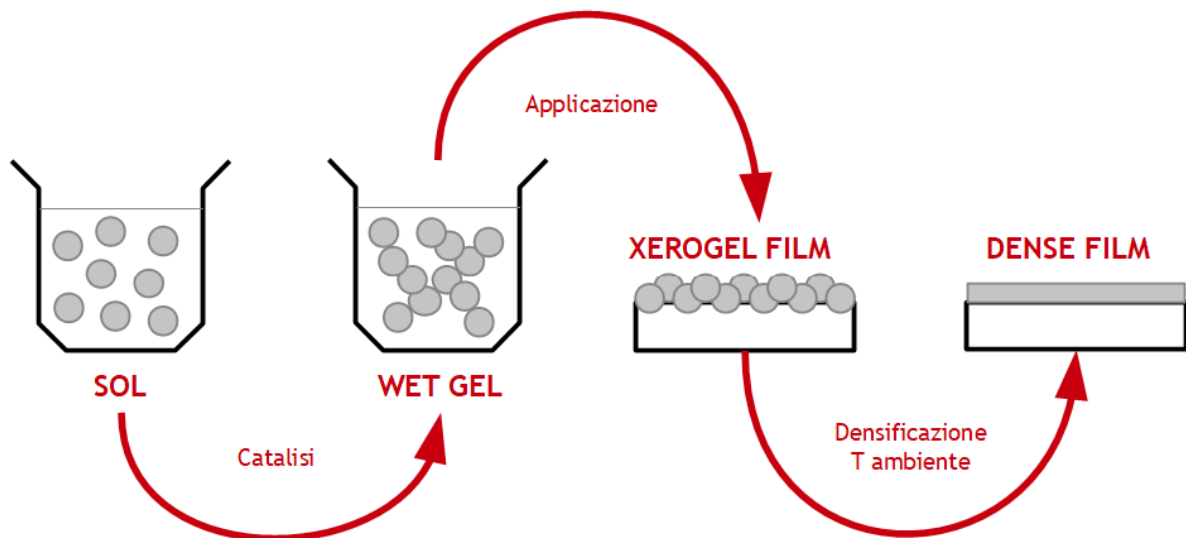 Applicazione
XEROGEL FILM
DENSE FILM
SOL
WET GEL
Catalisi
Densificazione
T ambiente